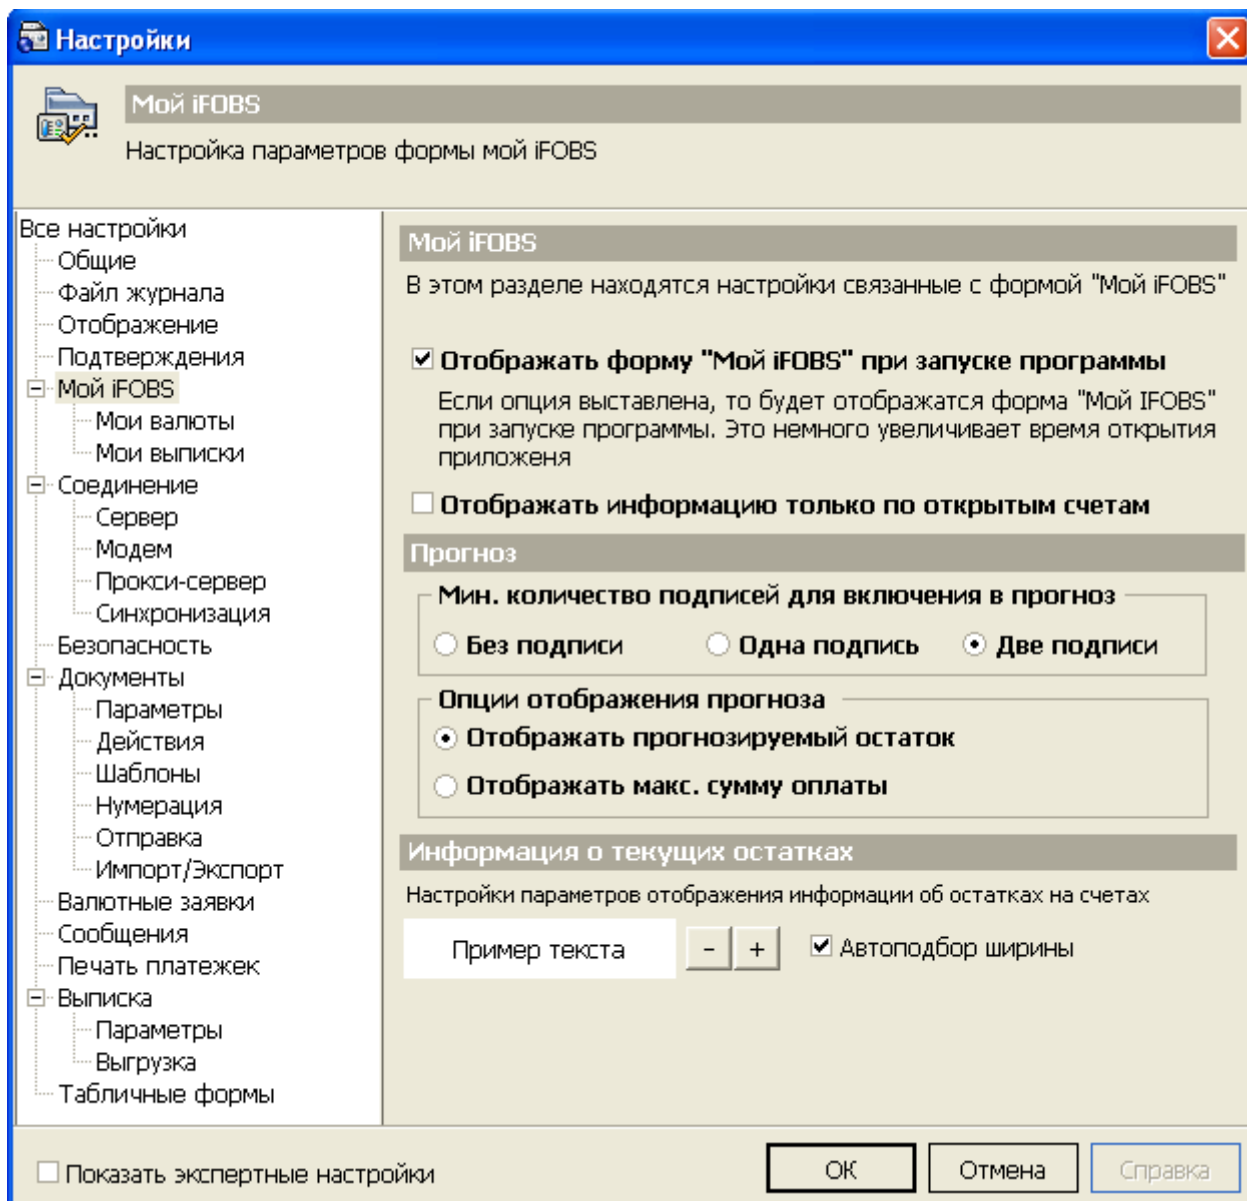 Настройки
Мой iFOBS
Настройка параметров формы мой iFOBS
Все настройки
Общие
Файл журнала
Отображение
Подтверждения
Мой iFOBS
Мои валюты
Мои выписки
Соединение
Сервер
Модем
Прокси-сервер
Синхронизация
Безопасность
Документы
Параметры
Действия
Шаблоны
Нумерация
Отправка
Импорт/Экспорт
Валютные заявки
Сообщения
Печать платежек
Выписка
Параметры
Выгрузка
Табличные формы
Мой iFOBS
В этом разделе находятся настройки связанные с формой "Мой iFOBS"
Отображать форму "Мой iFOBS" при запуске программы
Если опция выставлена, то будет отображатся форма "Мой IFOBS"
при запуске программы. Это немного увеличивает время открытия
приложеня
Отображать информацию только по открытым счетам
Прогноз
Мин. количество подписей для включения в прогноз
Без подписи Одна подпись Две подписи
Опции отображения прогноза
Отображать прогнозируемый остаток
Отображать макс. сумму оплаты
Информация о текущих остатках
Настройки параметров отображения информации об остатках на счетах
Пример текста - + Автоподбор ширины
Показать экспертные настройки
ОК Отмена Справка